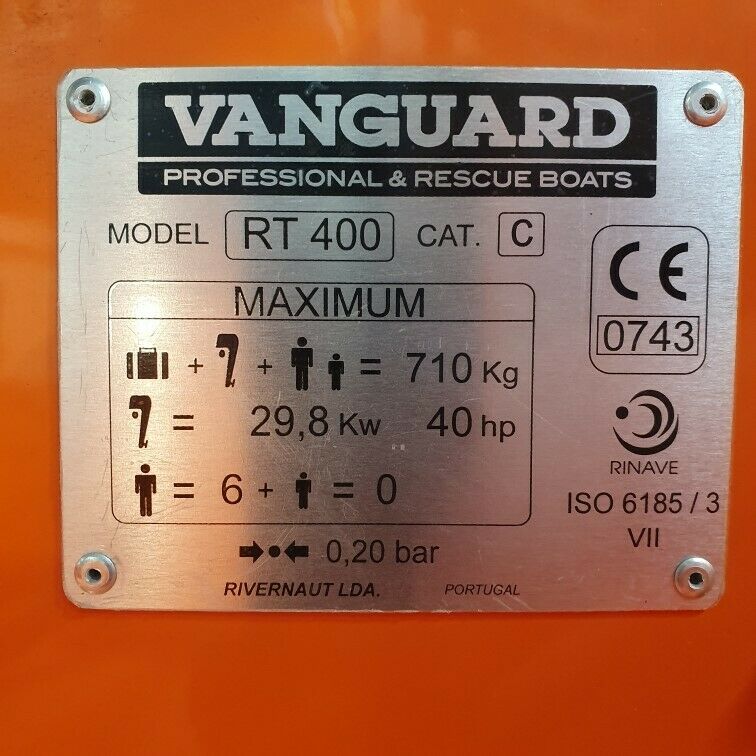 VANGUARD
PROFESSIONAL & RESCUE BOATS
MODEL RT 400 CAT. C
CE
0743
MAXIMUM
+ + = 710 Kg
= 29,8 Kw 40 hp
= 6 + = 0
RINAVE
ISO 6185 / 3
VII
0,20 bar
RIVERNAUT LDA. PORTUGAL